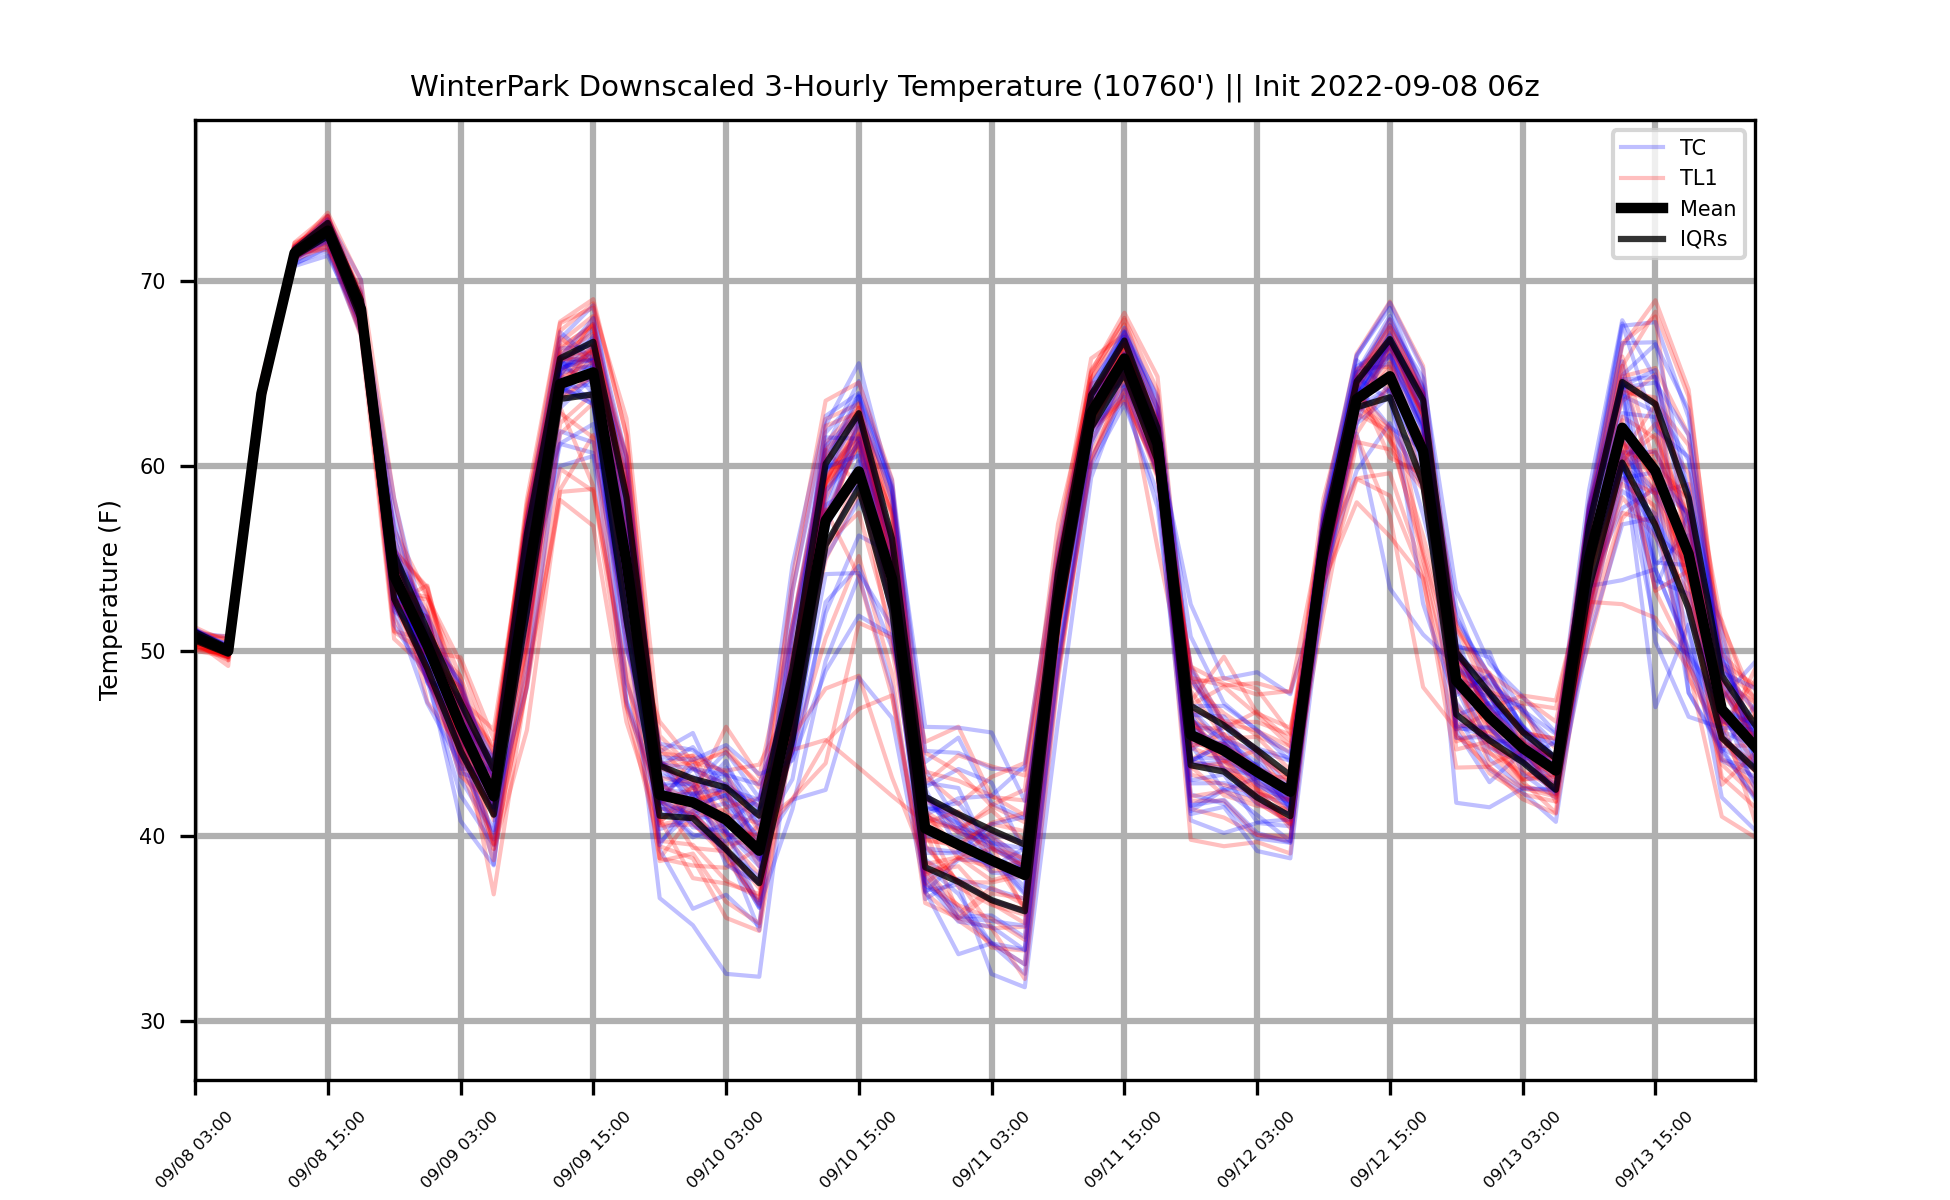 WinterPark Downscaled 3-Hourly Temperature (10760') || Init 2022-09-08 06z
TC
TL1
Mean
IQRs
Temperature (F)
70
60
50
40
30
09/08 03:00
09/08 15:00
09/09 03:00
09/09 15:00
09/10 03:00
09/10 15:00
09/11 03:00
09/11 15:00
09/12 03:00
09/12 15:00
09/13 03:00
09/13 15:00